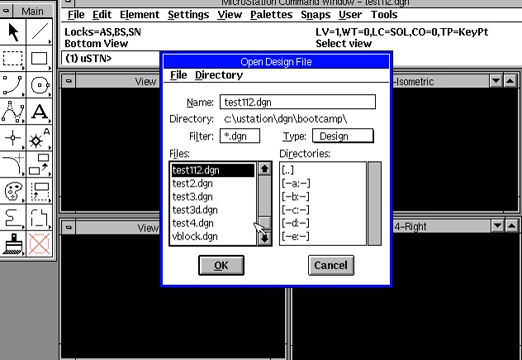 Main
MicroStation Command Window - test112.dgn
File Edit Element Settings View Palettes Snaps User Tools
Locks=AS,BS,SN LV=1,WT=0,LC=SOL,CO=0,TP=KeyPt
Bottom View Select view
(1) uSTN>
View
-Isometric
Open Design File
File Directory
Name: test112.dgn
Directory: c:\ustation\dgn\bootcamp\
Filter: *.dgn Type: Design
Files: Directories:
test112.dgn [..]
test2.dgn [-a:-]
test3.dgn [-b:-]
test3d.dgn [-c:-]
test4.dgn [-d:-]
vblock.dgn [-e:-]
OK Cancel
View
4-Right
A